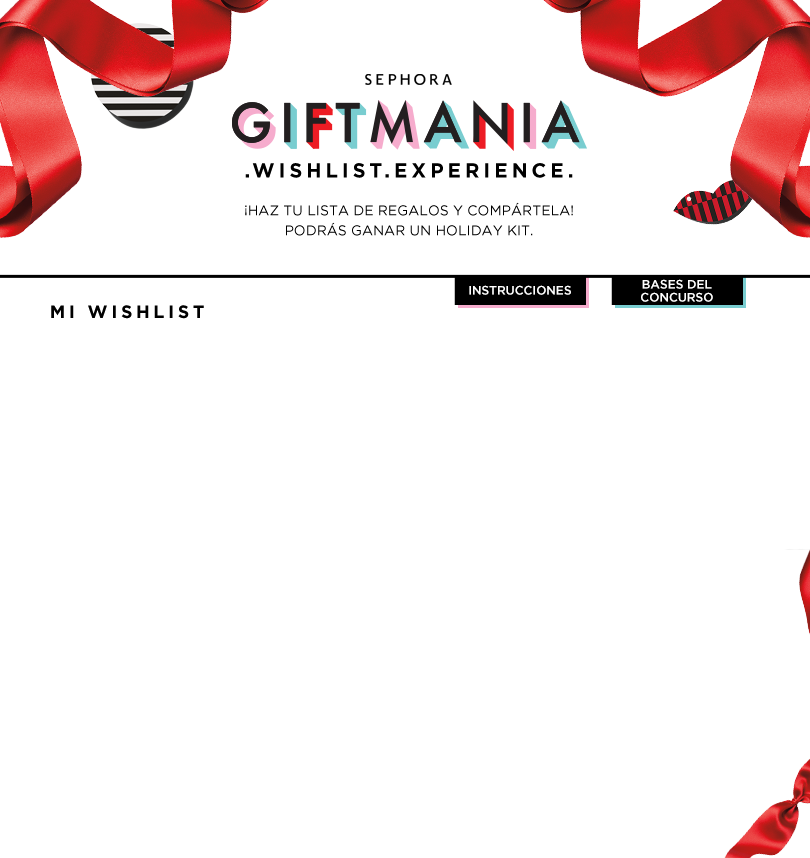 SEPHORA
GIFTMANIA
.WISHLIST.EXPERIENCE.
¡HAZ TU LISTA DE REGALOS Y COMPÁRTELA!
PODRÁS GANAR UN HOLIDAY KIT.
INSTRUCCIONES
BASES DEL
CONCURSO
MI WISHLIST